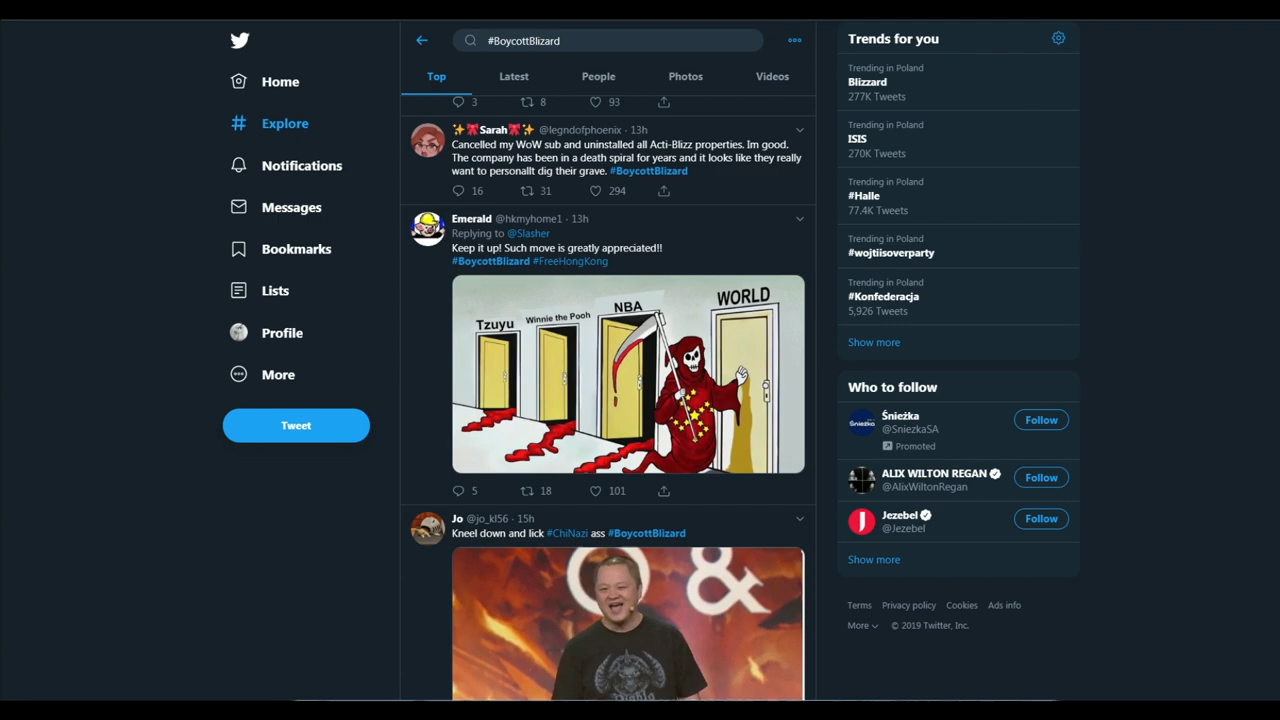 #BoycottBlizard
Home
Explore
Notifications
Messages
Bookmarks
Lists
Profile
More
Tweet
Top
Latest
People
Photos
Videos
3
8
93
✨🎀Sarah🎀✨ @legndofphoenix · 13h
Cancelled my WoW sub and uninstalled all Acti-Blizz properties. Im good.
The company has been in a death spiral for years and it looks like they really
want to personallt dig their grave. #BoycottBlizard
16
31
294
Emerald @hkmyhome1 · 13h
Replying to @Slasher
Keep it up! Such move is greatly appreciated!!
#BoycottBlizard #FreeHongKong
Tzuyu
Winnie the Pooh
NBA
WORLD
5
18
101
Jo @jo_kl56 · 15h
Kneel down and lick #ChiNazi ass #BoycottBlizard
&
Diablo
Trends for you
Trending in Poland
Blizzard
277K Tweets
Trending in Poland
ISIS
270K Tweets
Trending in Poland
#Halle
77.4K Tweets
Trending in Poland
#wojtiisoverparty
Trending in Poland
#Konfederacja
5,926 Tweets
Show more
Who to follow
Śnieżka
Śnieżka
@SniezkaSA
Promoted
Follow
ALIX WILTON REGAN
@AlixWiltonRegan
Follow
J
Jezebel
@Jezebel
Follow
Show more
Terms
Privacy policy
Cookies
Ads info
More
© 2019 Twitter, Inc.